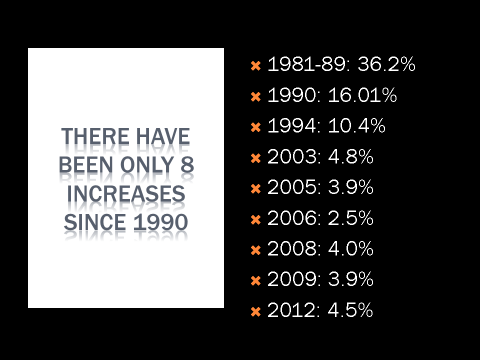 THERE HAVE
BEEN ONLY 8
INCREASES
SINCE 1990
1981-89: 36.2%
1990: 16.01%
1994: 10.4%
2003: 4.8%
2005: 3.9%
2006: 2.5%
2008: 4.0%
2009: 3.9%
2012: 4.5%